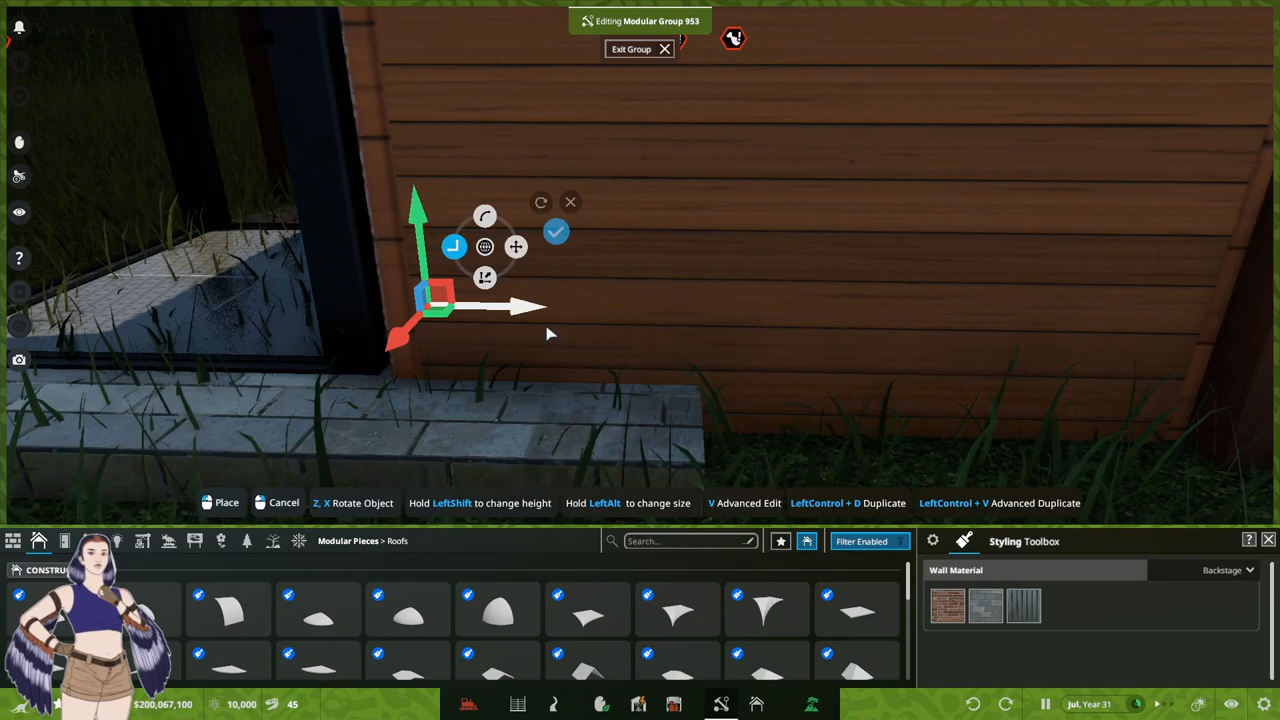 Editing Modular Group 953
Exit Group
Place Cancel Z, X Rotate Object Hold LeftShift to change height Hold LeftAlt to change size V Advanced Edit LeftControl + D Duplicate LeftControl + V Advanced Duplicate
Modular Pieces > Roofs
Search...
Filter Enabled
Styling Toolbox
?
CONSTRU
Wall Material
Backstage
$200,067,100
10,000
45
Jul, Year 31